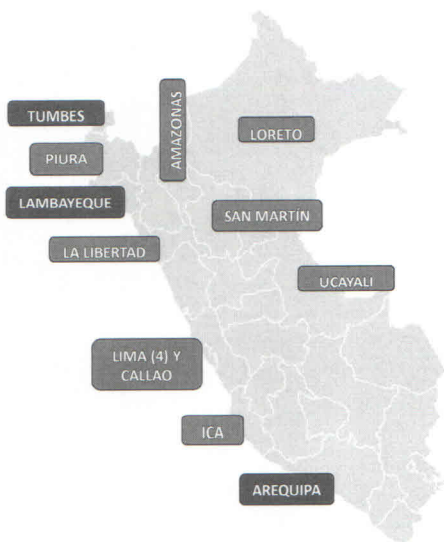 TUMBES
AMAZONAS
LORETO
PIURA
LAMBAYEQUE
SAN MARTÍN
LA LIBERTAD
UCAYALI
LIMA (4) Y
CALLAO
ICA
AREQUIPA